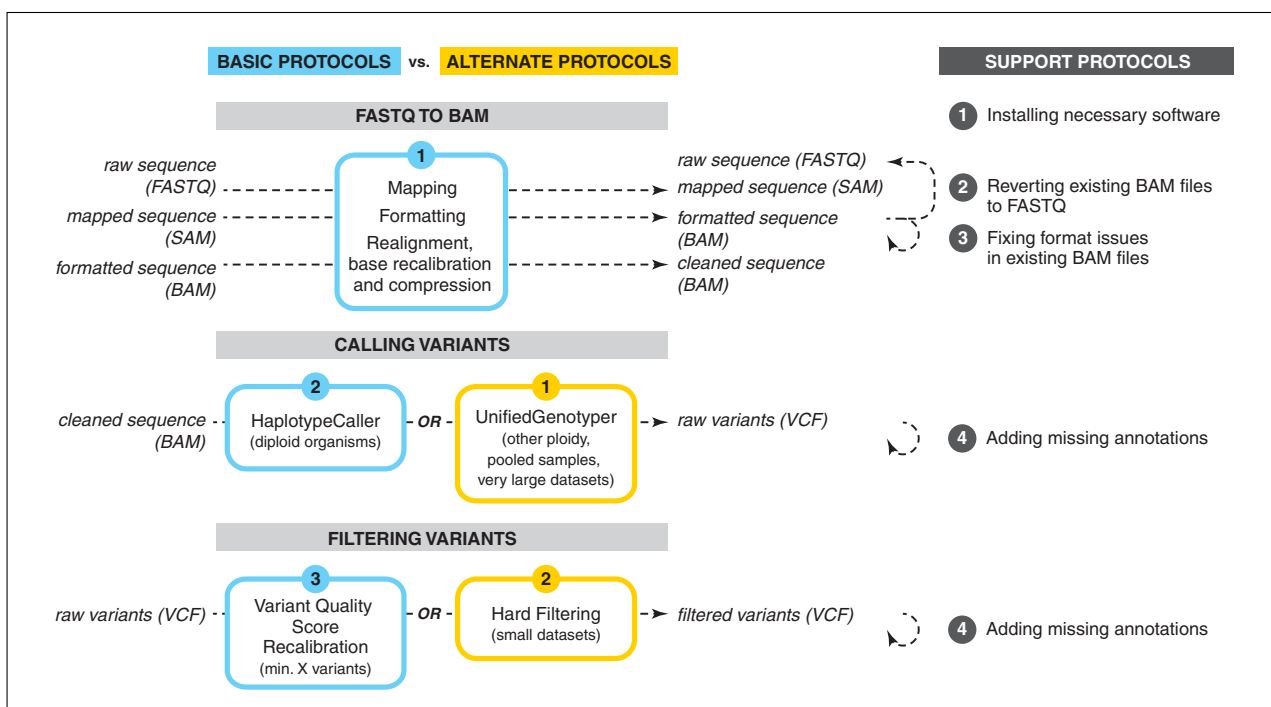 BASIC PROTOCOLS vs. ALTERNATE PROTOCOLS
SUPPORT PROTOCOLS
FASTQ TO BAM
1
raw sequence
(FASTQ)
mapped sequence
(SAM)
formatted sequence
(BAM)
Mapping
Formatting
Realignment,
base recalibration
and compression
raw sequence (FASTQ)
mapped sequence (SAM)
formatted sequence
(BAM)
cleaned sequence
(BAM)
1 Installing necessary software
2 Reverting existing BAM files
to FASTQ
3 Fixing format issues
in existing BAM files
CALLING VARIANTS
cleaned sequence
(BAM)
2
HaplotypeCaller
(diploid organisms)
OR
1
UnifiedGenotyper
(other ploidy,
pooled samples,
very large datasets)
raw variants (VCF)
4 Adding missing annotations
FILTERING VARIANTS
raw variants (VCF)
3
Variant Quality
Score
Recalibration
(min. X variants)
OR
2
Hard Filtering
(small datasets)
filtered variants (VCF)
4 Adding missing annotations